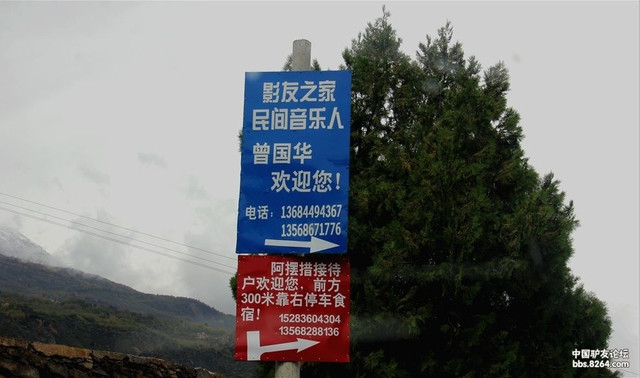 影友之家
民间音乐人
曾国华
欢迎您!
电话: 13684494367
13568671776
阿摆措接待
户欢迎您，前方
300米靠右停车食
宿! 15283604304
13568288136
中国驴友论坛
bbs.8264.com